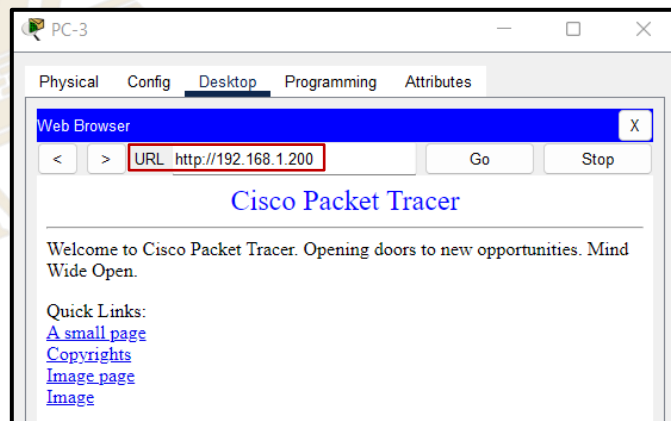 PC-3
Physical Config Desktop Programming Attributes
Web Browser X
< > URL http://192.168.1.200 Go Stop
Cisco Packet Tracer
Welcome to Cisco Packet Tracer. Opening doors to new opportunities. Mind
Wide Open.
Quick Links:
A small page
Copyrights
Image page
Image